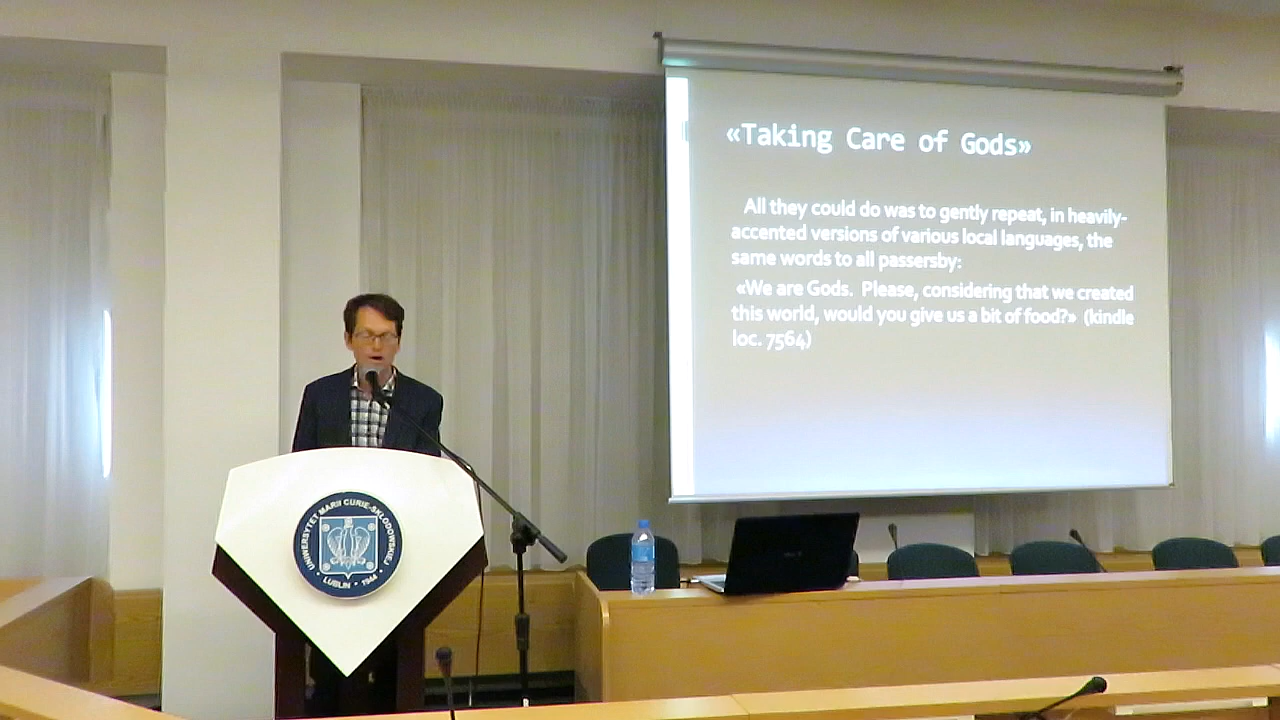 «Taking Care of Gods»
All they could do was to gently repeat, in heavily-
accented versions of various local languages, the
same words to all passersby:
«We are Gods.  Please, considering that we created
this world, would you give us a bit of food?» (kindle
loc. 7564)
UNIWERSYTET MARII CURIE-SKŁODOWSKIEJ
• LUBLIN • 1944 •